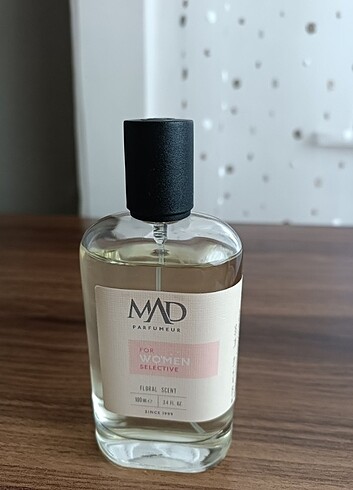 MAD
PARFUMEUR
FOR
WOMEN
SELECTIVE
FLORAL SCENT
100 ml ℮ 3.4 FL. OZ
SINCE 1989